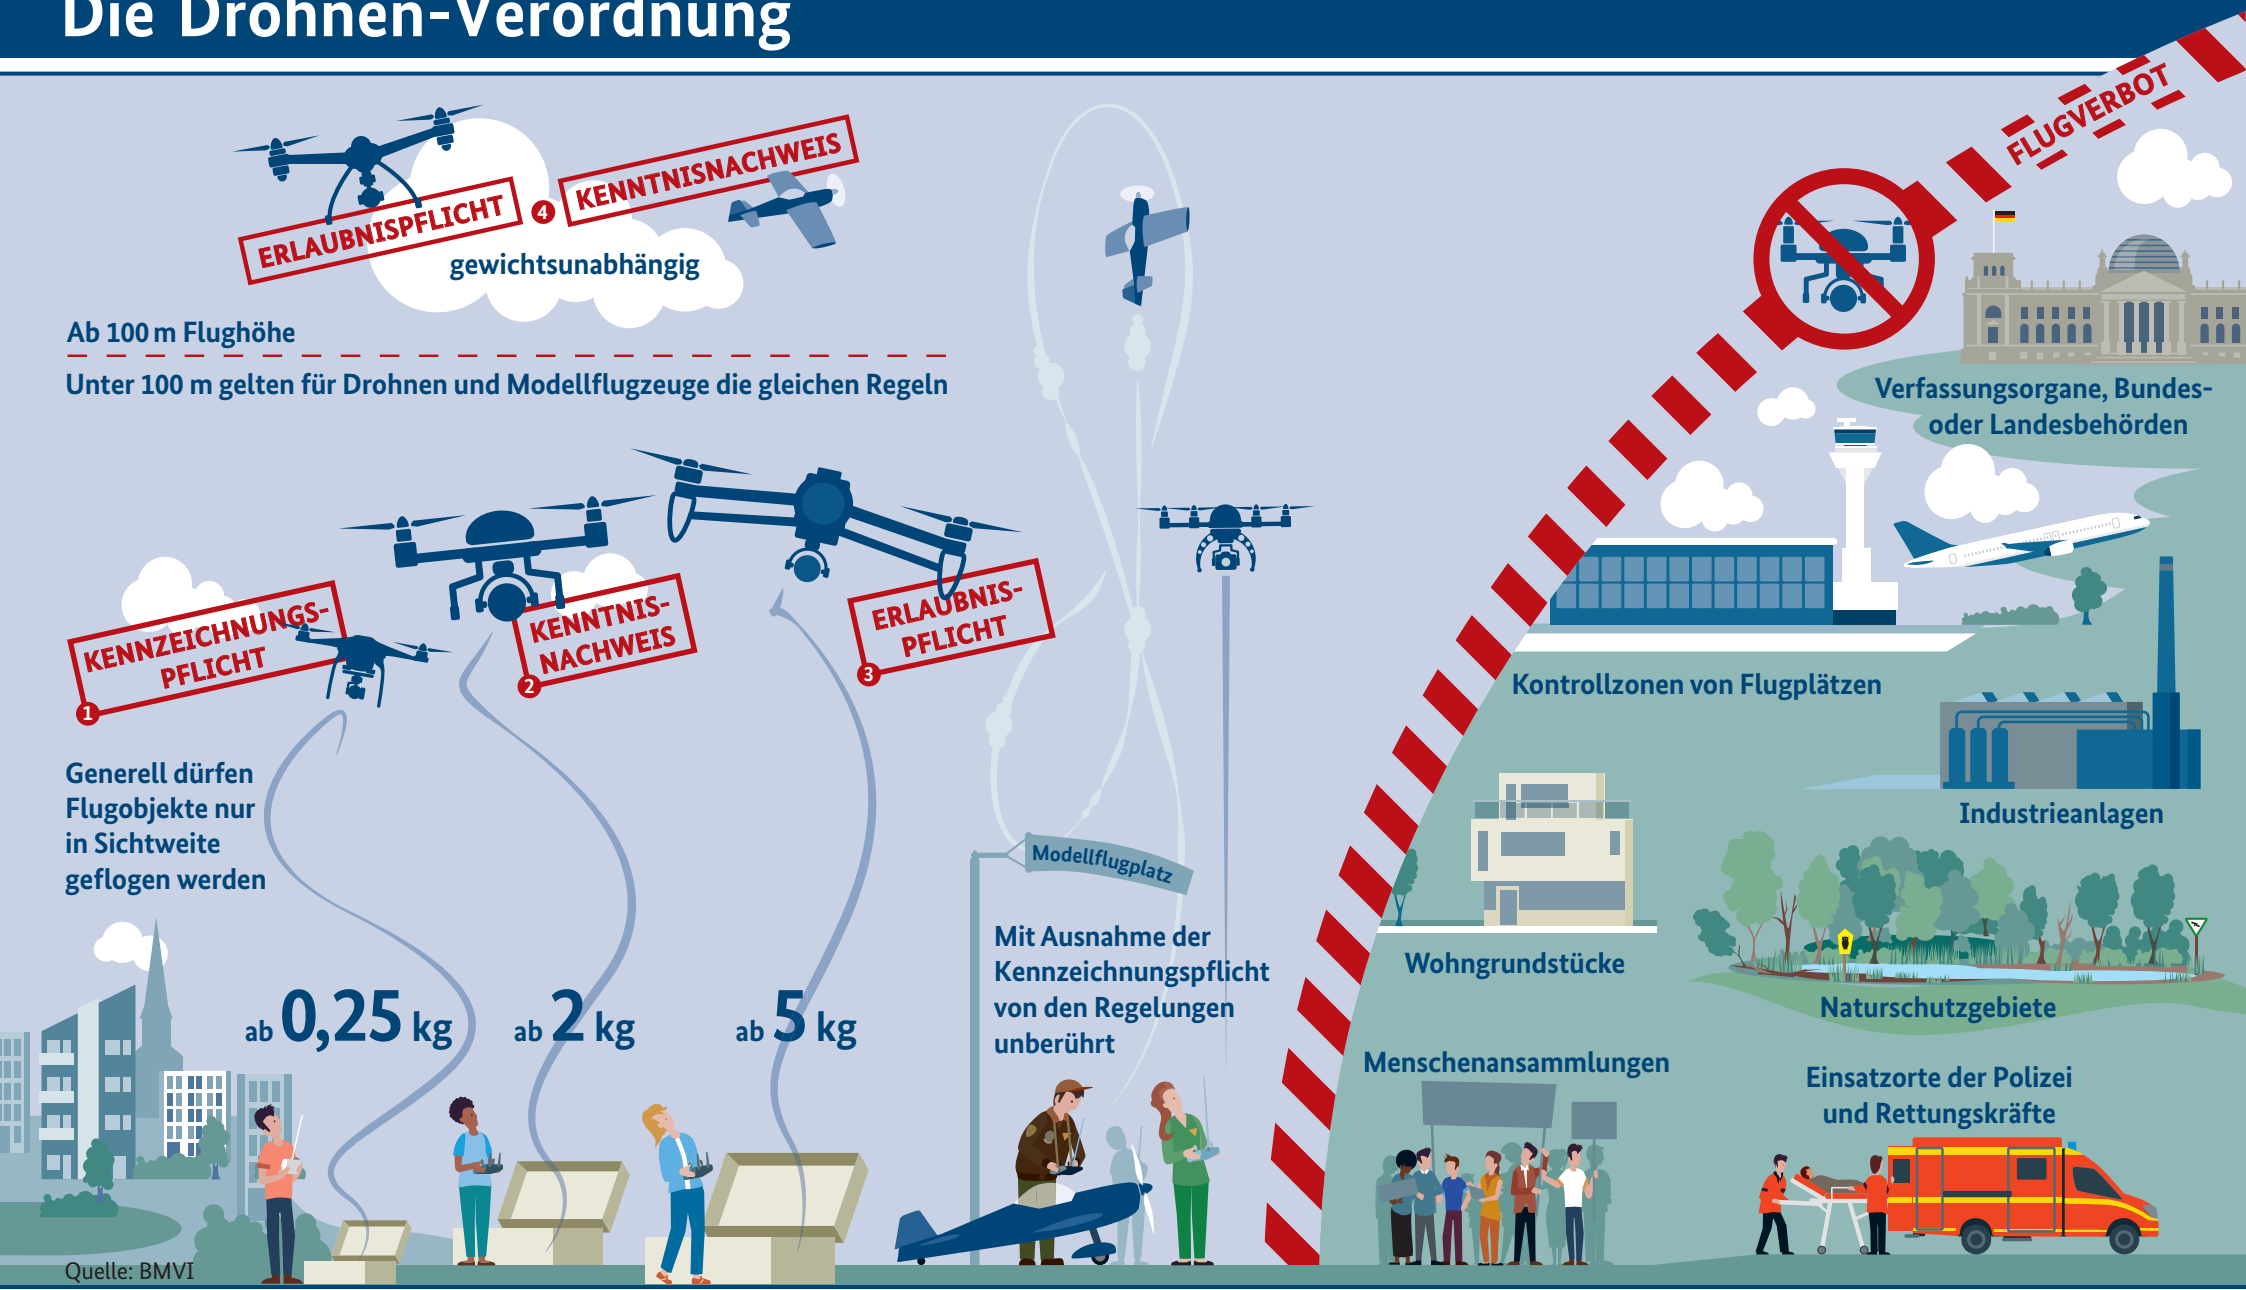 Die Drohnen-Verordnung
FLUGVERBOT
ERLAUBNISPFLICHT
4
KENNTNISNACHWEIS
gewichtsunabhängig
Ab 100 m Flughöhe
Unter 100 m gelten für Drohnen und Modellflugzeuge die gleichen Regeln
KENNZEICHNUNGS-
PFLICHT
1
KENNTNIS-
NACHWEIS
2
ERLAUBNIS-
PFLICHT
3
Generell dürfen
Flugobjekte nur
in Sichtweite
geflogen werden
ab 0,25 kg
ab 2 kg
ab 5 kg
Modellflugplatz
Mit Ausnahme der
Kennzeichnungspflicht
von den Regelungen
unberührt
Verfassungsorgane, Bundes-
oder Landesbehörden
Kontrollzonen von Flugplätzen
Industrieanlagen
Wohngrundstücke
Naturschutzgebiete
Menschenansammlungen
Einsatzorte der Polizei
und Rettungskräfte
Quelle: BMVI